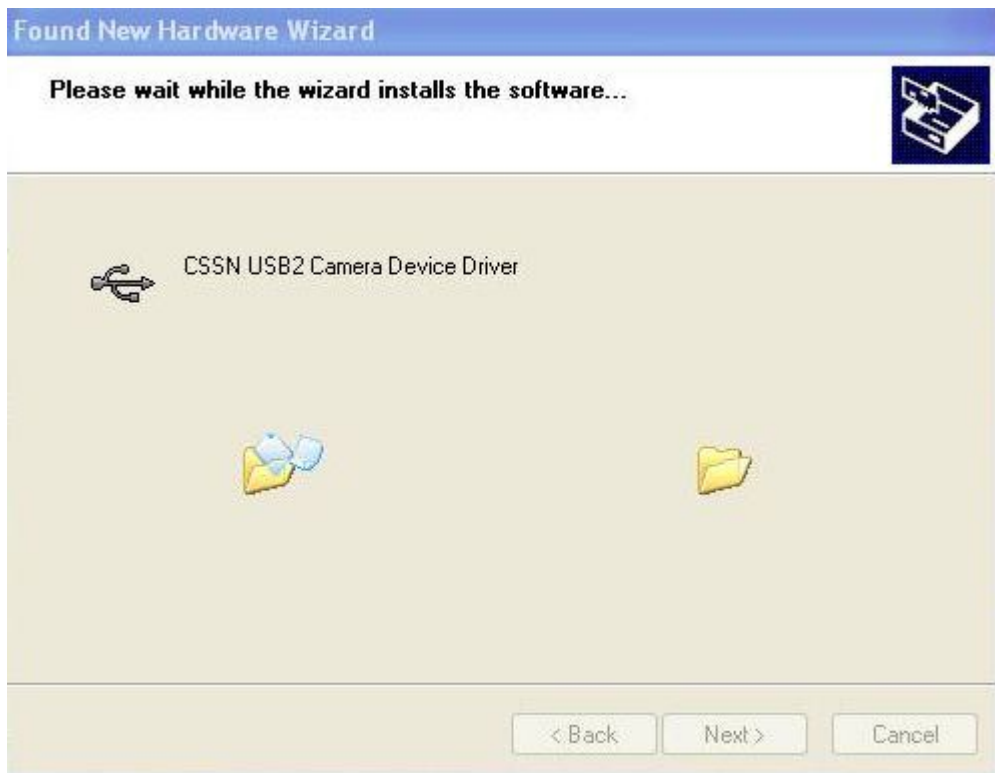 Found New Hardware Wizard
Please wait while the wizard installs the software...
CSSN USB2 Camera Device Driver
< Back
Next >
Cancel